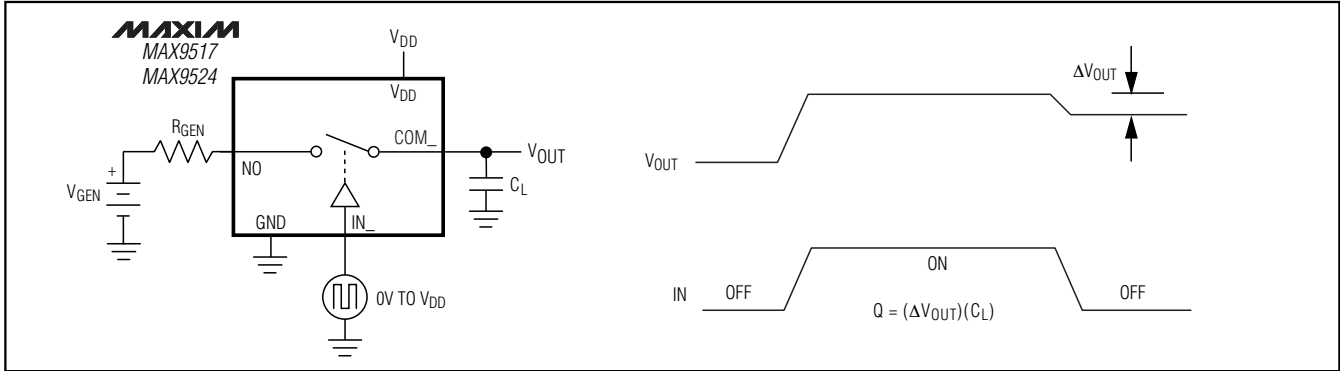 MAXIM
MAX9517
MAX9524
VDD
VDD
RGEN
COM_
NO
VOUT
VGEN
+
CL
GND
IN_
0V TO VDD
ΔVOUT
VOUT
IN
OFF
ON
OFF
Q = (ΔVOUT)(CL)